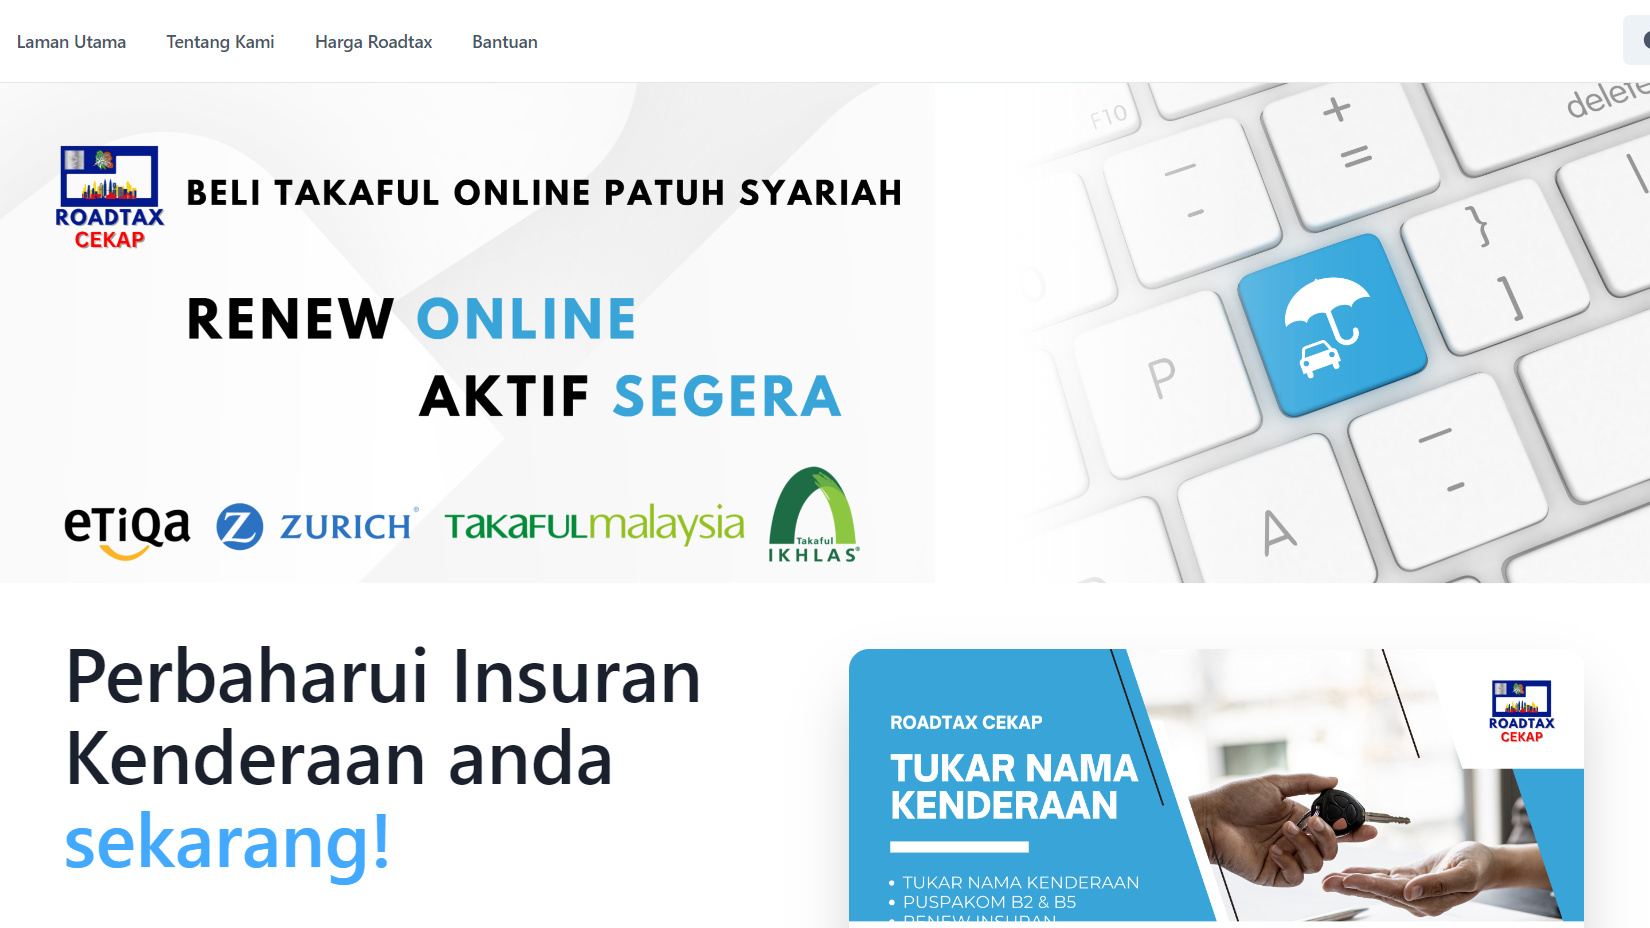 Laman Utama
Tentang Kami
Harga Roadtax
Bantuan
ROADTAX
CEKAP
BELI TAKAFUL ONLINE PATUH SYARIAH
RENEW ONLINE
AKTIF SEGERA
eTiQa
Z ZURICH®
TAKAFULmalaysia
Takaful
IKHLAS®
F10
+
=
delete
}
]
P
A
Perbaharui Insuran
Kenderaan anda
sekarang!
ROADTAX CEKAP
TUKAR NAMA
KENDERAAN
• TUKAR NAMA KENDERAAN
• PUSPAKOM B2 & B5
• RENEW INSURAN
ROADTAX
CEKAP